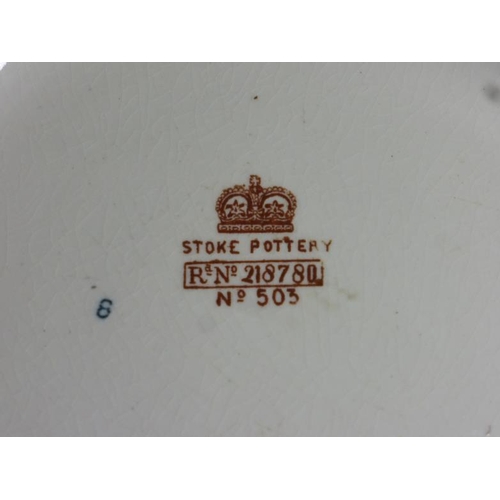 STOKE POTTERY
Rᵈ Nº 218780
Nº 503
8